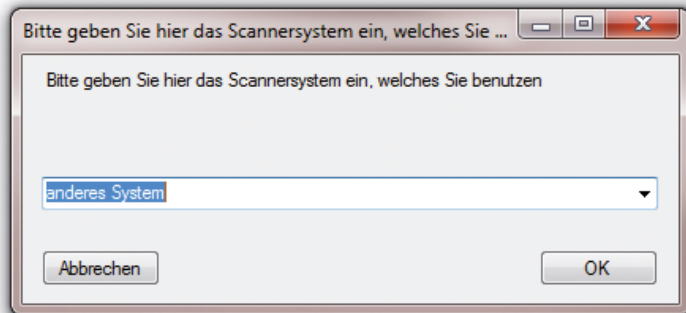 Bitte geben Sie hier das Scannersystem ein, welches Sie ...
Bitte geben Sie hier das Scannersystem ein, welches Sie benutzen
anderes System
Abbrechen OK